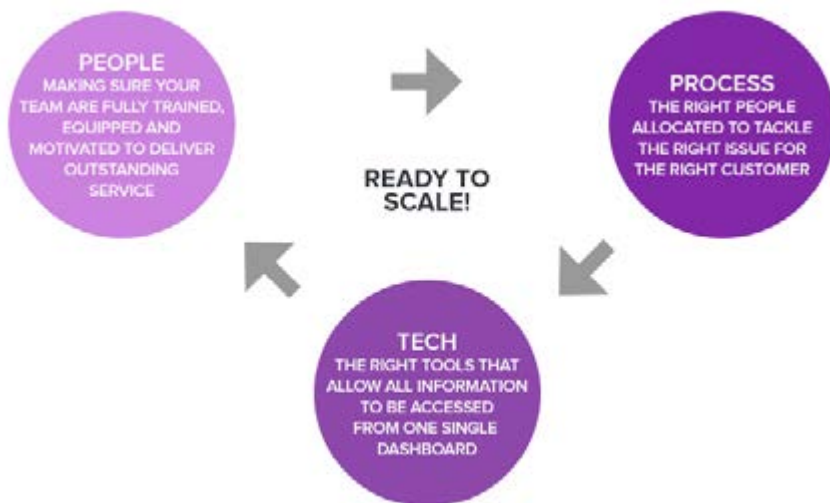 PEOPLE
MAKING SURE YOUR
TEAM ARE FULLY TRAINED,
EQUIPPED AND
MOTIVATED TO DELIVER
OUTSTANDING
SERVICE
PROCESS
THE RIGHT PEOPLE
ALLOCATED TO TACKLE
THE RIGHT ISSUE FOR
THE RIGHT CUSTOMER
READY TO
SCALE!
TECH
THE RIGHT TOOLS THAT
ALLOW ALL INFORMATION
TO BE ACCESSED
FROM ONE SINGLE
DASHBOARD